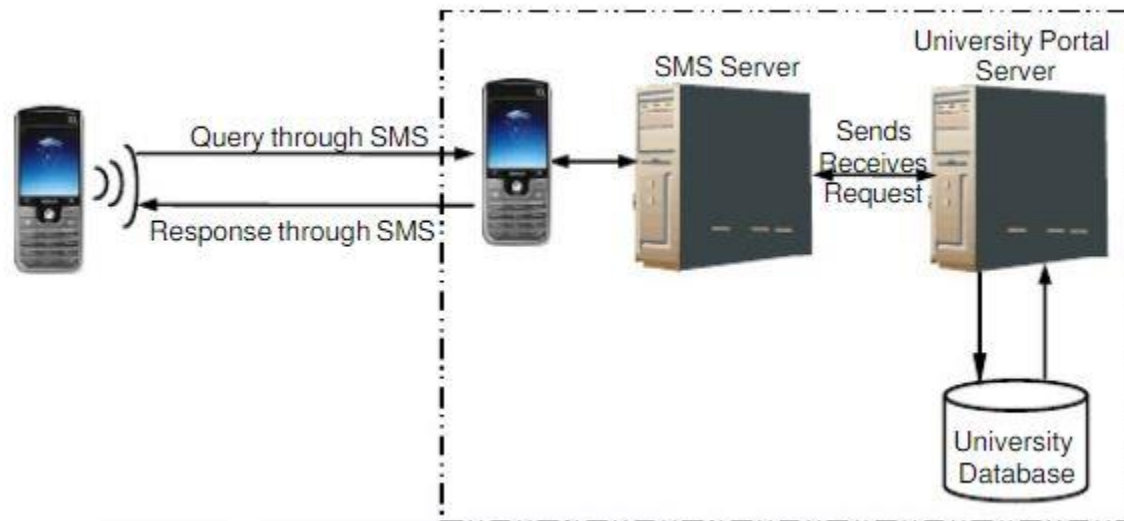 University Portal
Server
SMS Server
Query through SMS
Sends
Receives
Request
Response through SMS
University
Database